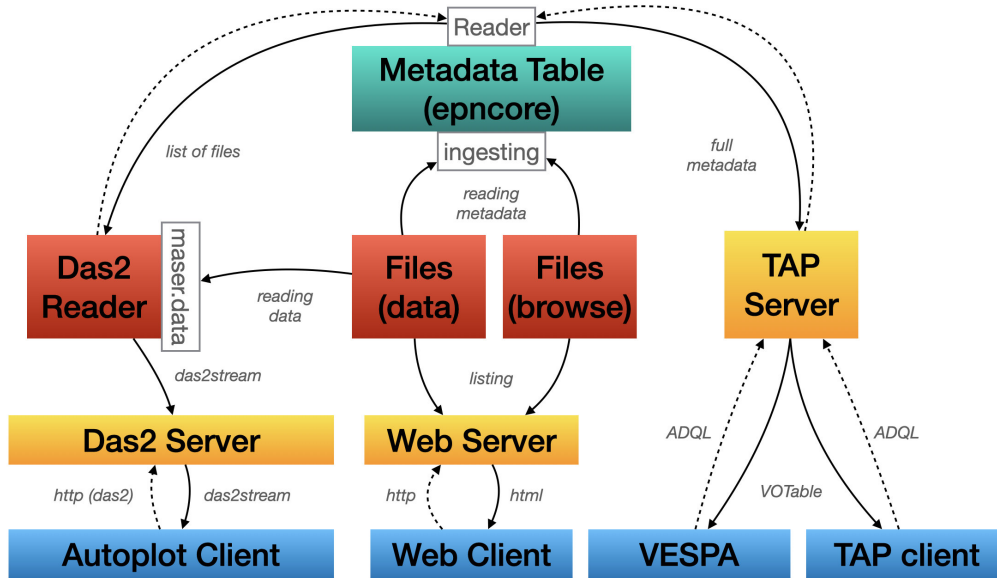 Reader
Metadata Table
(epncore)
ingesting
list of files
full
metadata
reading
metadata
Das2
Reader
maser.data
Files
(data)
Files
(browse)
TAP
Server
reading
data
das2stream
listing
Das2 Server
Web Server
ADQL
ADQL
http (das2)
das2stream
http
html
VOTable
Autoplot Client
Web Client
VESPA
TAP client